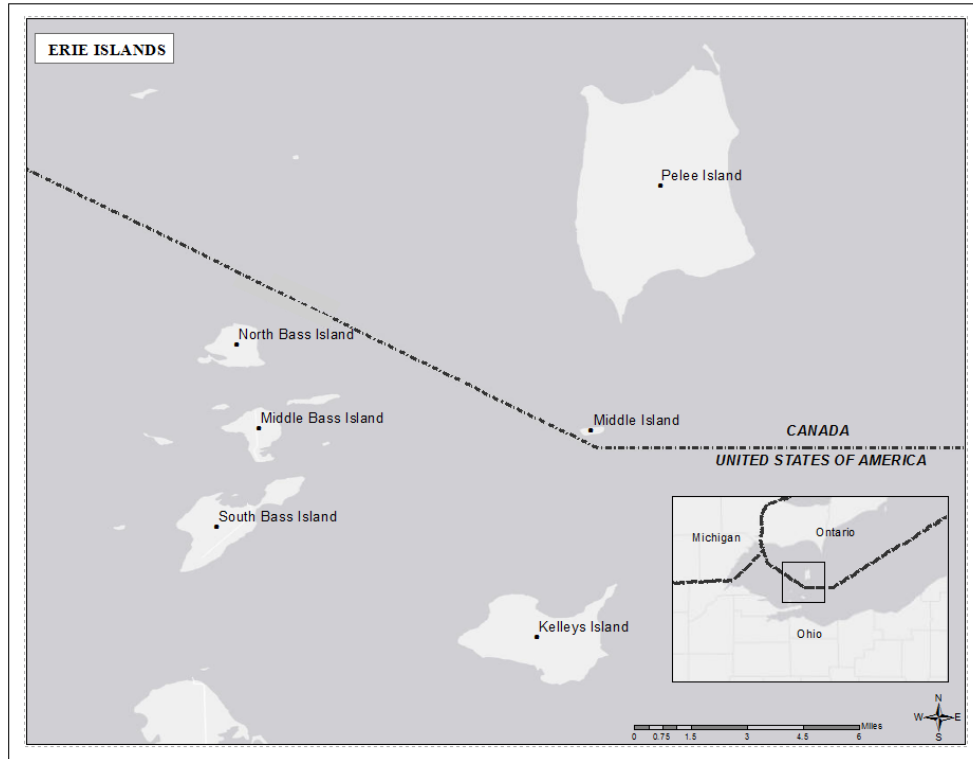 ERIE ISLANDS
Pelee Island
North Bass Island
Middle Bass Island
Middle Island
CANADA
UNITED STATES OF AMERICA
South Bass Island
Michigan
Ontario
Ohio
Kelleys Island
N
W E
S
Miles
0 0.75 1.5 3 4.5 6